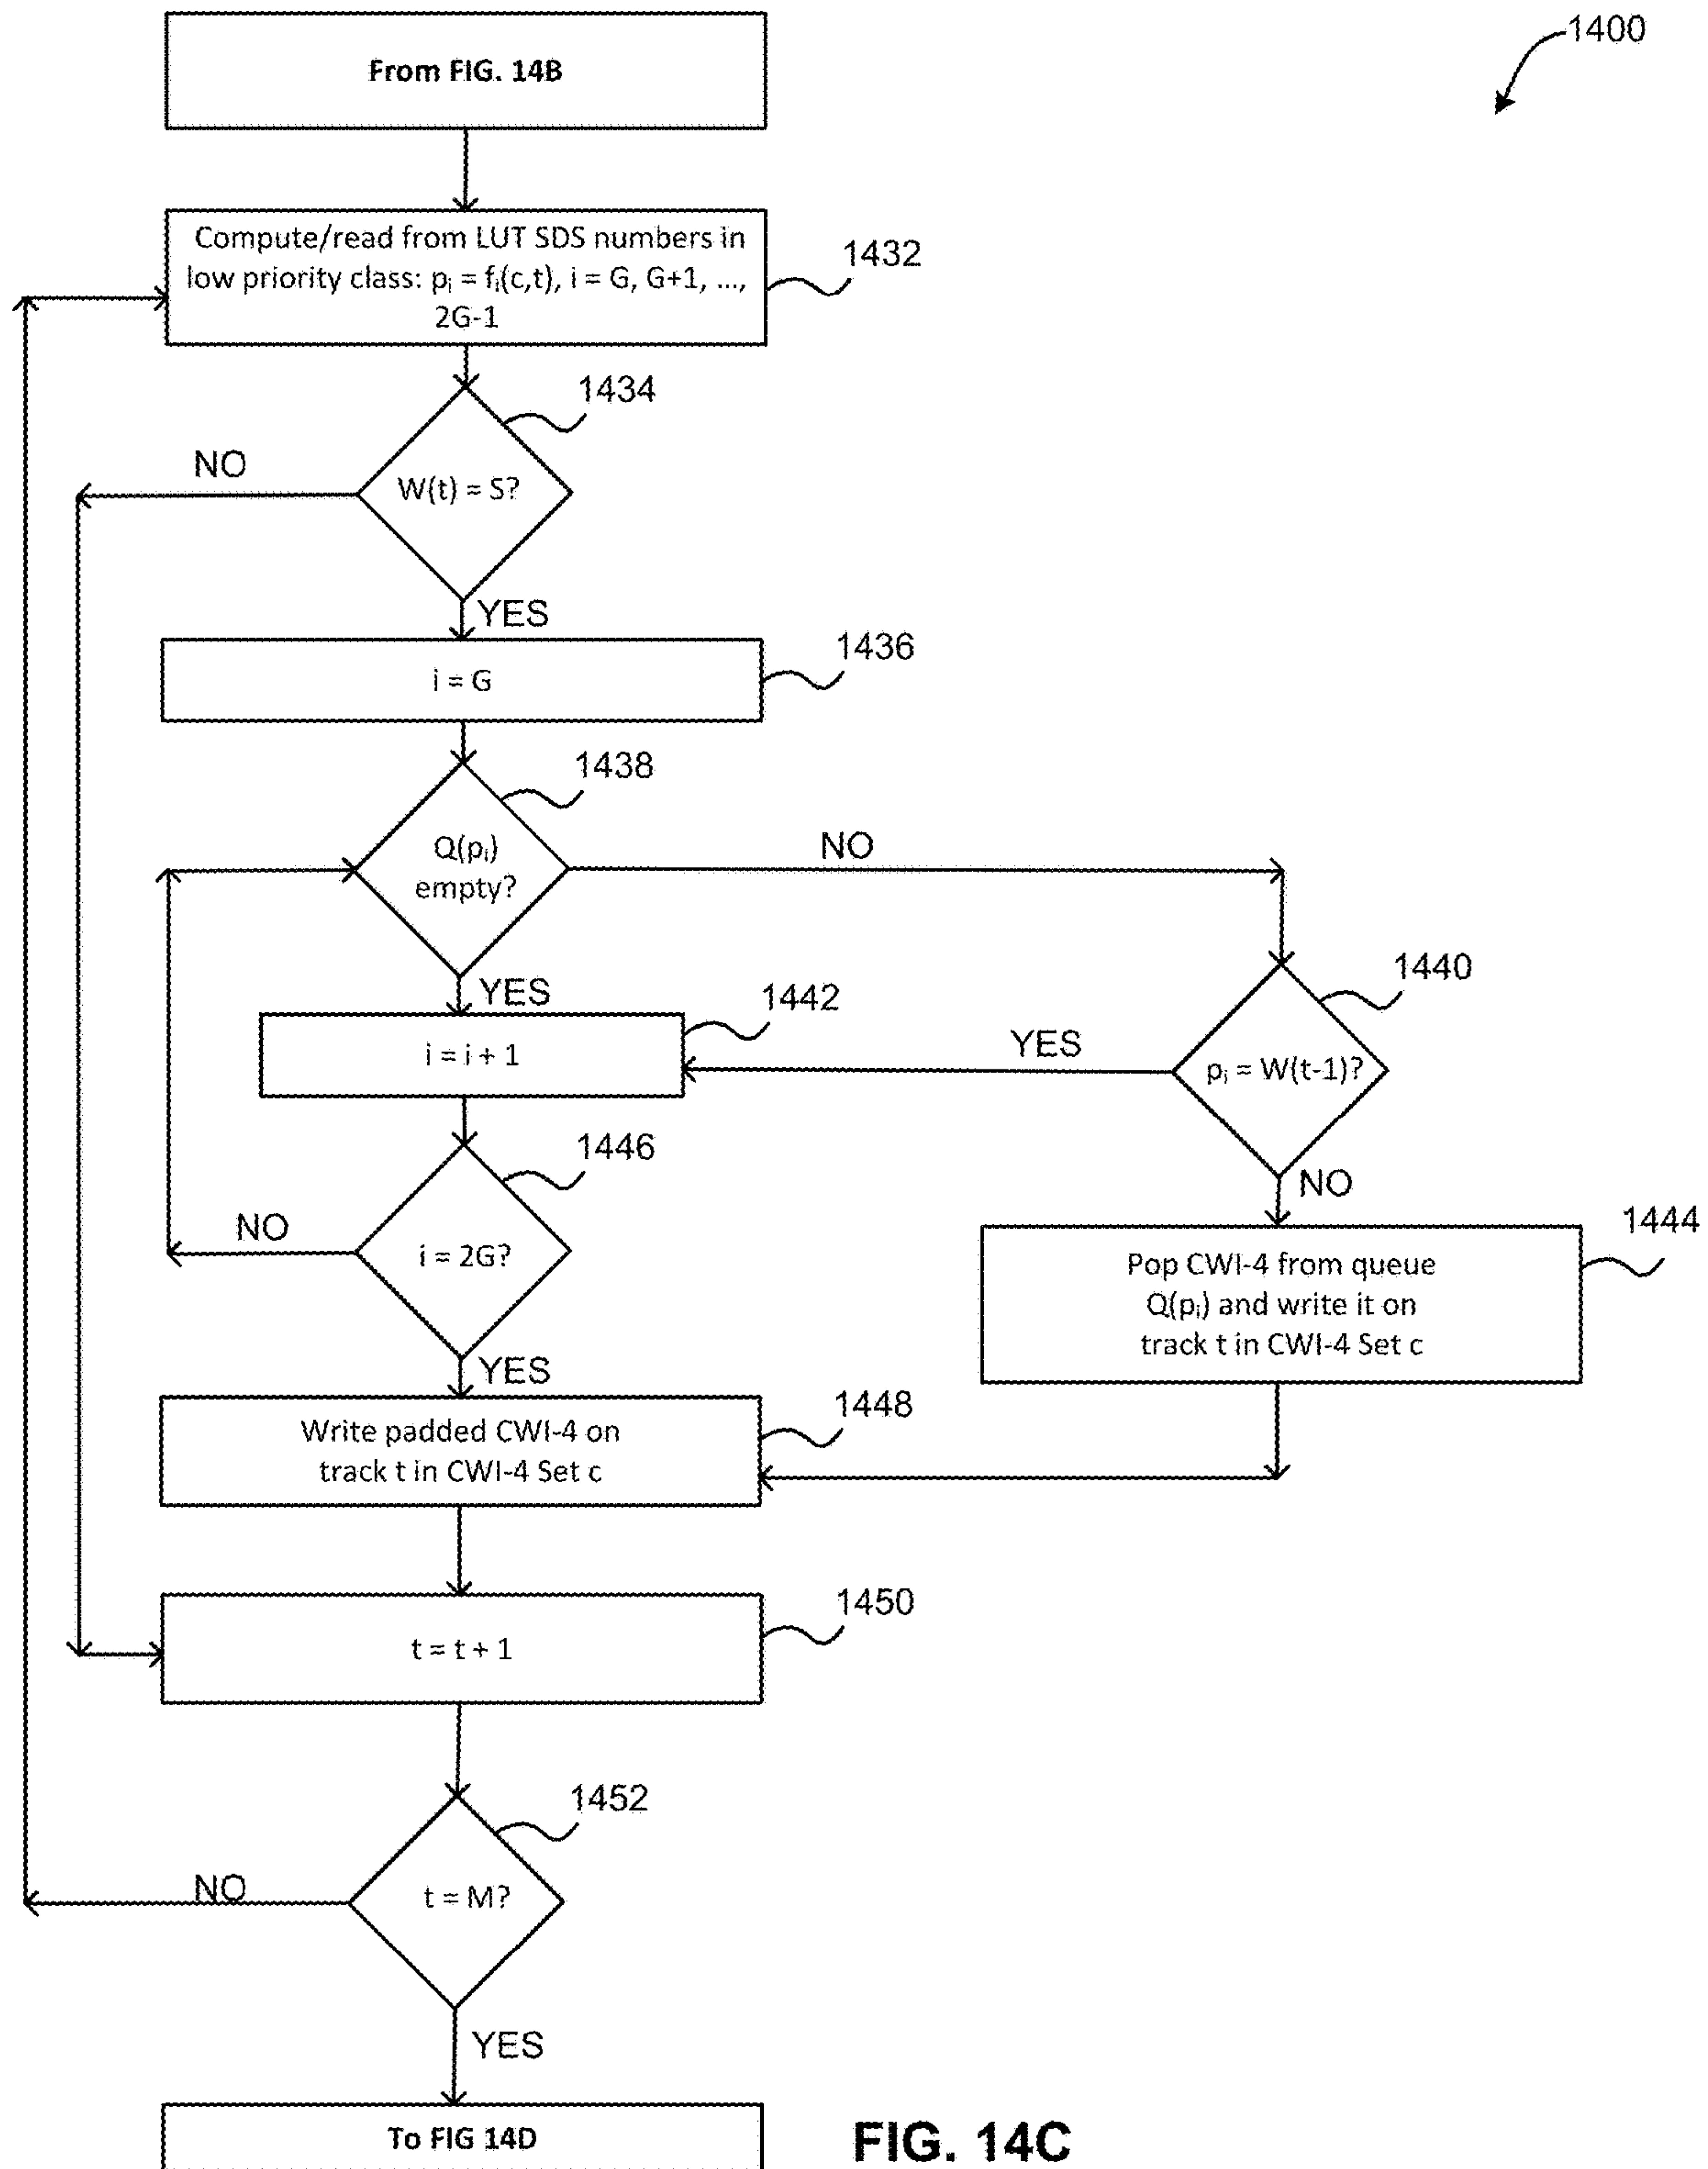 1400
From FIG. 14B
Compute/read from LUT SDS numbers in
low priority class: pᵢ = fᵢ(c,t), i = G, G+1, ...,
2G-1
1432
1434
W(t) = S?
NO
YES
1436
i = G
1438
Q(pᵢ)
empty?
NO
YES
1440
pᵢ = W(t-1)?
YES
NO
1442
i = i + 1
1446
i = 2G?
NO
YES
1444
Pop CWI-4 from queue
Q(pᵢ) and write it on
track t in CWI-4 Set c
1448
Write padded CWI-4 on
track t in CWI-4 Set c
1450
t = t + 1
1452
t = M?
NO
YES
To FIG 14D
FIG. 14C